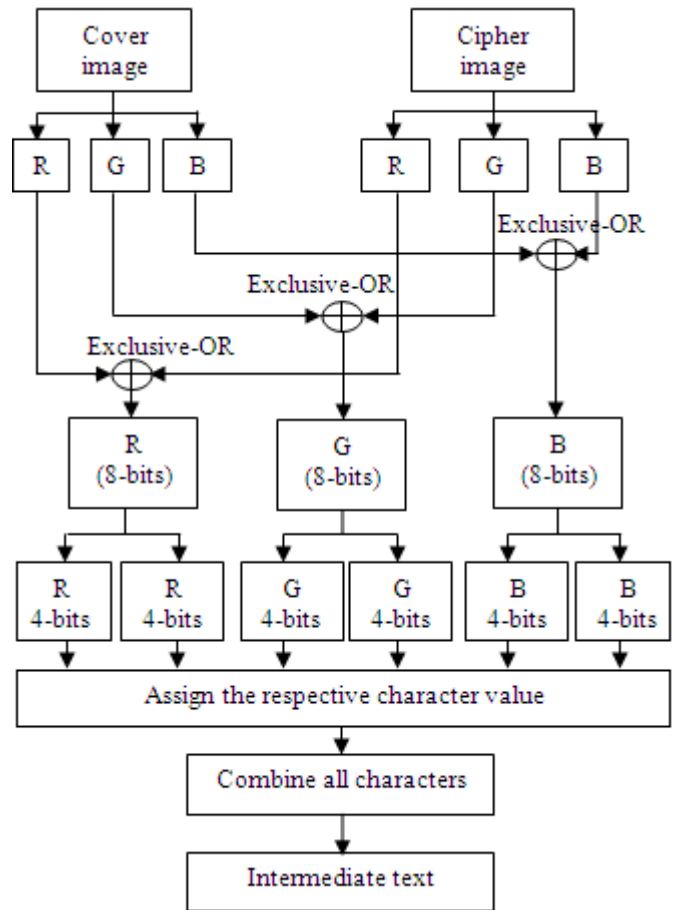 Cover
image
Cipher
image
R
G
B
R
G
B
Exclusive-OR
Exclusive-OR
Exclusive-OR
R
(8-bits)
G
(8-bits)
B
(8-bits)
R
4-bits
R
4-bits
G
4-bits
G
4-bits
B
4-bits
B
4-bits
Assign the respective character value
Combine all characters
Intermediate text